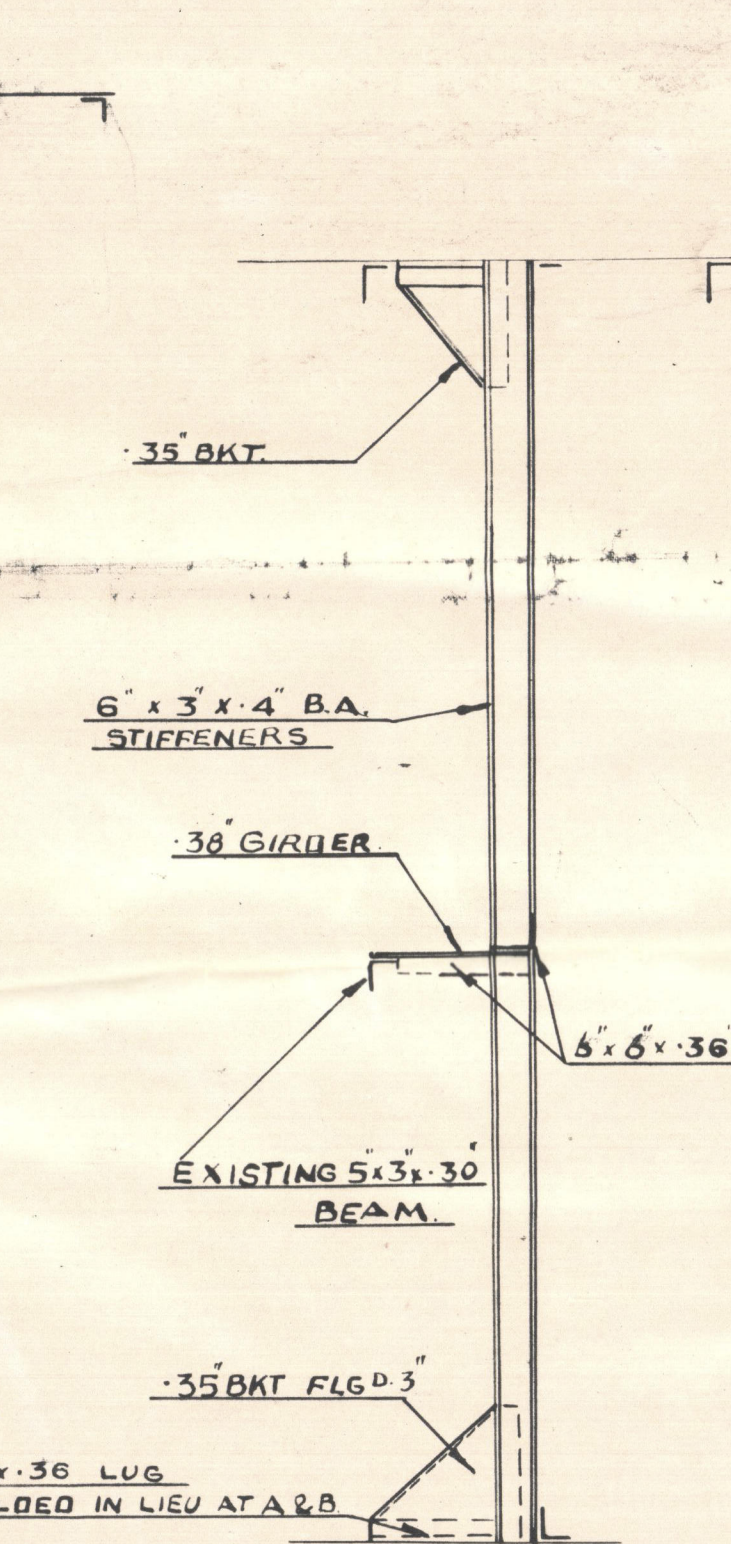 .35" BKT.
6" x 3" x .4" B.A.
STIFFENERS
.38" GIRDER.
6" x 6" x .36"
EXISTING 5"x3"x.30"
BEAM.
.35" BKT FLGD. 3"
x.36 LUG
IN LIEU AT A & B.